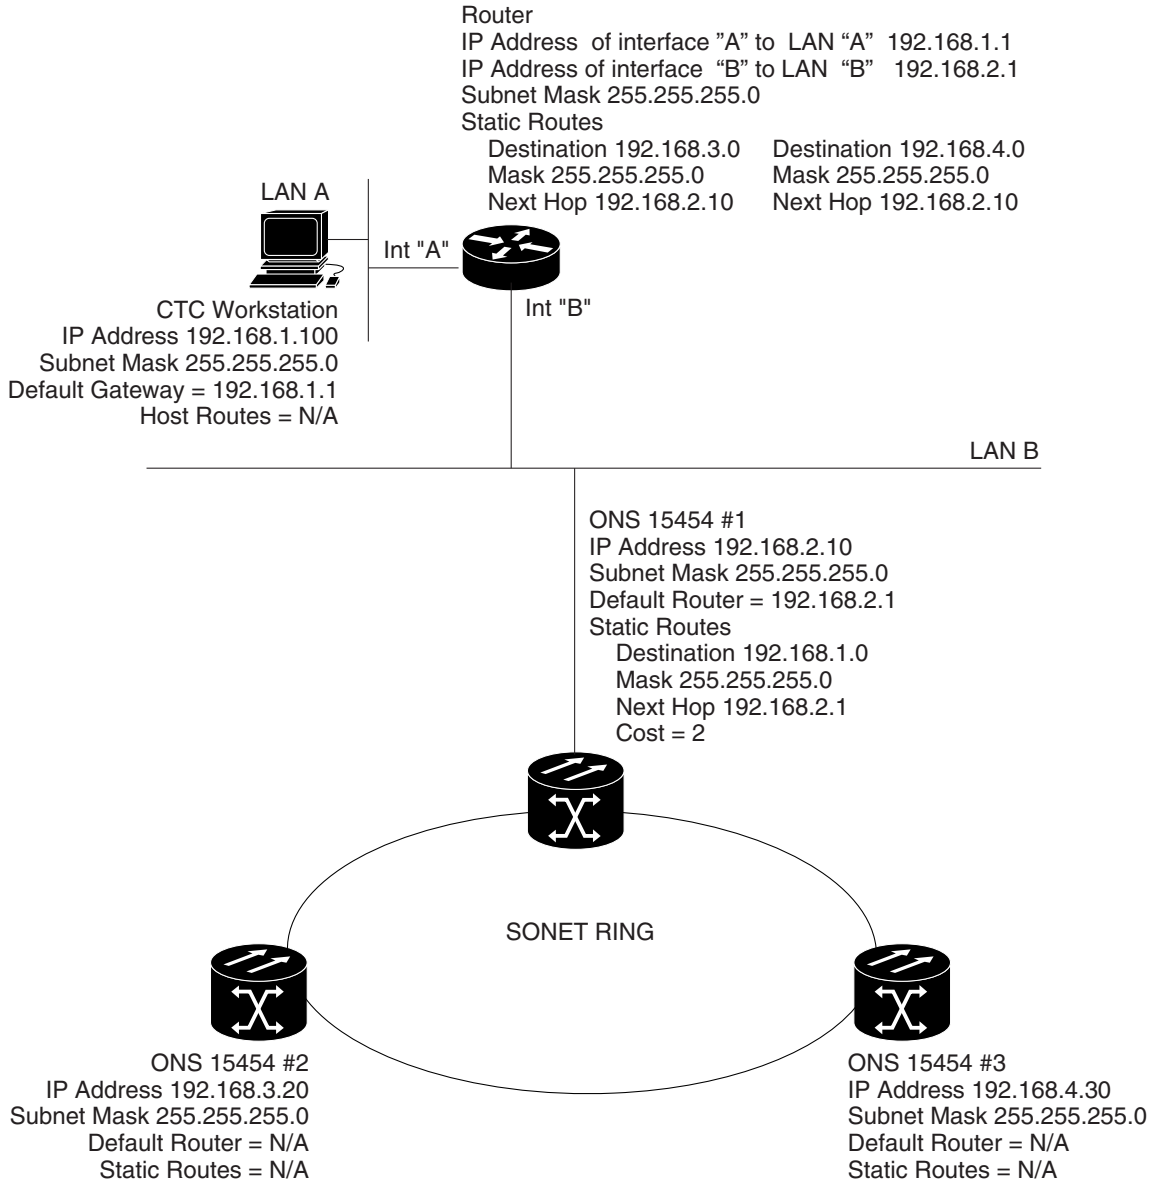 Router
IP Address of interface ”A” to LAN “A” 192.168.1.1
IP Address of interface “B” to LAN “B” 192.168.2.1
Subnet Mask 255.255.255.0
Static Routes
Destination 192.168.3.0 Destination 192.168.4.0
Mask 255.255.255.0 Mask 255.255.255.0
Next Hop 192.168.2.10 Next Hop 192.168.2.10
LAN A
Int "A"
Int "B"
CTC Workstation
IP Address 192.168.1.100
Subnet Mask 255.255.255.0
Default Gateway = 192.168.1.1
Host Routes = N/A
LAN B
ONS 15454 #1
IP Address 192.168.2.10
Subnet Mask 255.255.255.0
Default Router = 192.168.2.1
Static Routes
Destination 192.168.1.0
Mask 255.255.255.0
Next Hop 192.168.2.1
Cost = 2
SONET RING
ONS 15454 #2
IP Address 192.168.3.20
Subnet Mask 255.255.255.0
Default Router = N/A
Static Routes = N/A
ONS 15454 #3
IP Address 192.168.4.30
Subnet Mask 255.255.255.0
Default Router = N/A
Static Routes = N/A